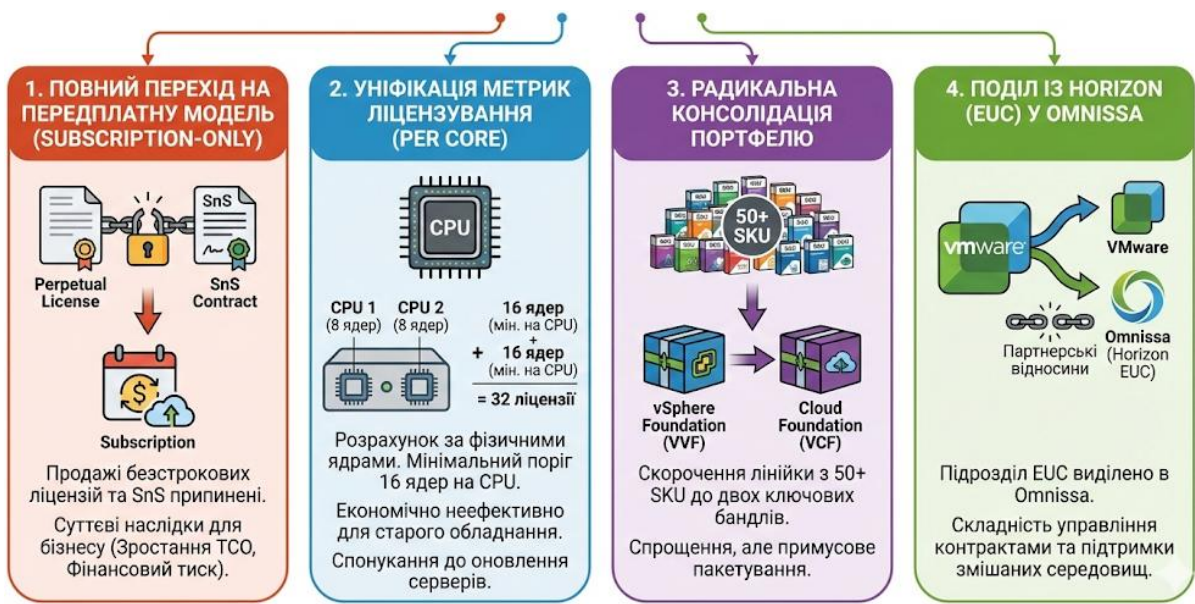 1. ПОВНИЙ ПЕРЕХІД НА
ПЕРЕДПЛАТНУ МОДЕЛЬ
(SUBSCRIPTION-ONLY)
SnS
Perpetual
License
SnS
Contract
Subscription
Продажі безстрокових
ліцензій та SnS припинені.
Суттєві наслідки для
бізнесу (Зростання TCO,
Фінансовий тиск).
2. УНІФІКАЦІЯ МЕТРИК
ЛІЦЕНЗУВАННЯ
(PER CORE)
CPU
CPU 1
(8 ядер)
CPU 2
(8 ядер)
16 ядер
(мін. на CPU)
+
+ 16 ядер
(мін. на CPU)
= 32 ліцензії
Розрахунок за фізичними
ядрами. Мінімальний поріг
16 ядер на CPU.
Економічно неефективно
для старого обладнання.
Спонукання до оновлення
серверів.
3. РАДИКАЛЬНА
КОНСОЛІДАЦІЯ
ПОРТФЕЛЮ
50+
SKU
vSphere
Foundation
(VVF)
Cloud
Foundation
(VCF)
Скорочення лінійки з 50+
SKU до двох ключових
бандлів.
Спрощення, але примусове
пакетування.
4. ПОДІЛ ІЗ HORIZON
(EUC) У OMNISSA
vmware
VMware
Партнерські
відносини
Omnissa
(Horizon
EUC)
Підрозділ EUC виділено в
Omnissa.
Складність управління
контрактами та підтримки
змішаних середовищ.